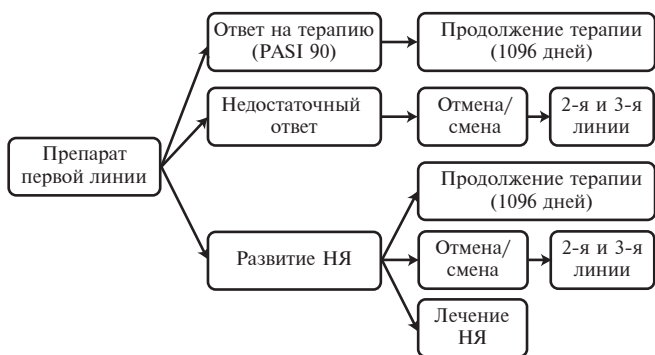 Препарат
первой линии
Ответ на терапию
(PASI 90)
Продолжение терапии
(1096 дней)
Недостаточный
ответ
Отмена/
смена
2-я и 3-я
линии
Развитие НЯ
Продолжение терапии
(1096 дней)
Отмена/
смена
2-я и 3-я
линии
Лечение
НЯ